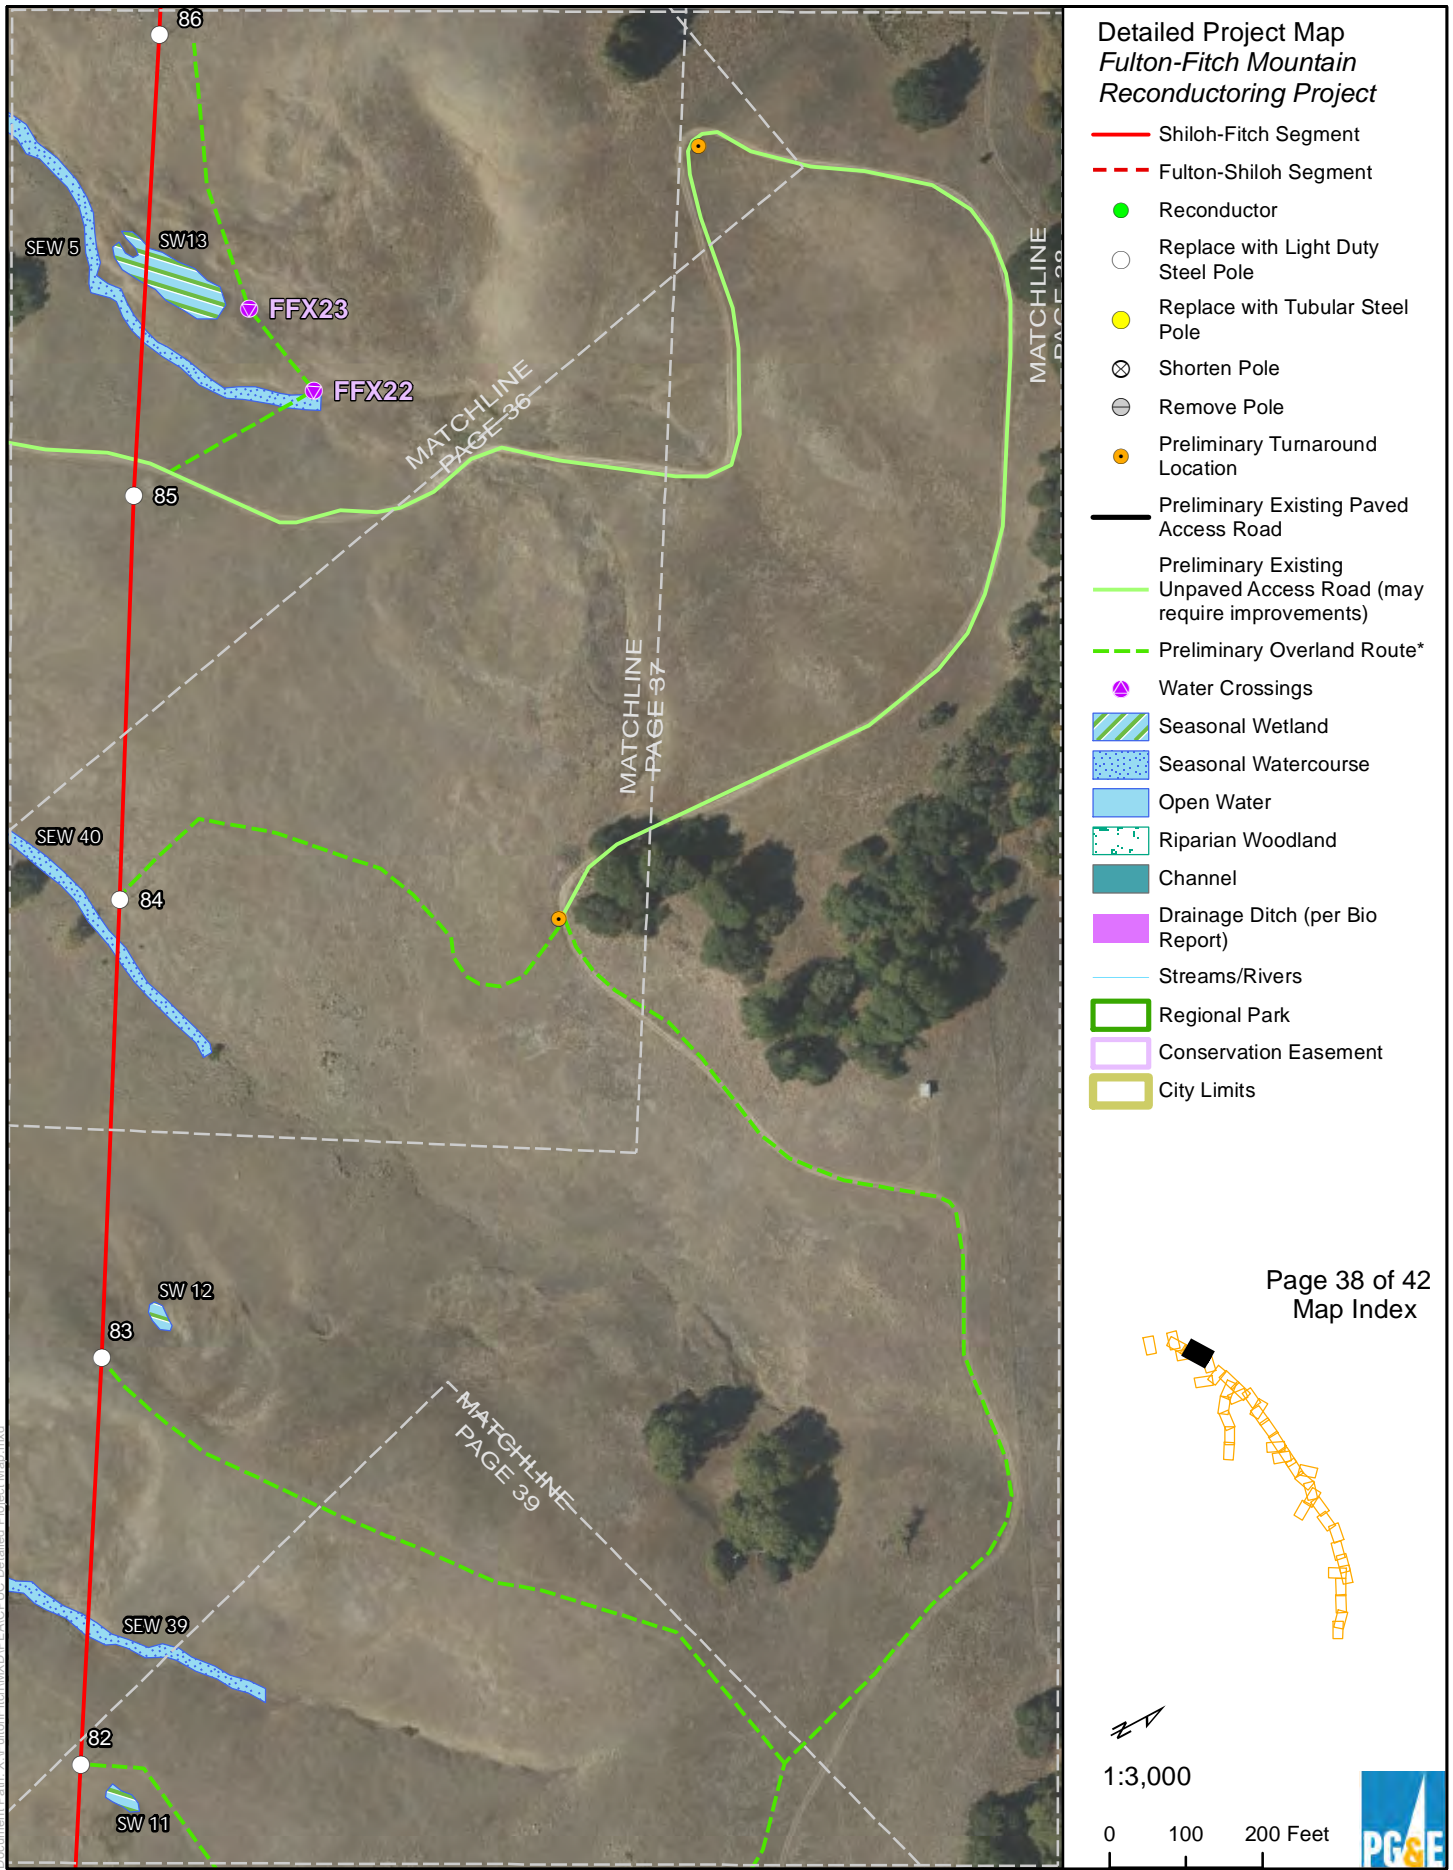 86
SEW 5
SW13
FFX23
FFX22
MATCHLINE
PAGE 36
MATCHLINE
85
MATCHLINE
PAGE 37
SEW 40
84
SW 12
83
MATCHLINE
PAGE 39
SEW 39
82
SW 11
Detailed Project Map
Fulton-Fitch Mountain
Reconductoring Project
Shiloh-Fitch Segment
Fulton-Shiloh Segment
Reconductor
Replace with Light Duty
Steel Pole
Replace with Tubular Steel
Pole
Shorten Pole
Remove Pole
Preliminary Turnaround
Location
Preliminary Existing Paved
Access Road
Preliminary Existing
Unpaved Access Road (may
require improvements)
Preliminary Overland Route*
Water Crossings
Seasonal Wetland
Seasonal Watercourse
Open Water
Riparian Woodland
Channel
Drainage Ditch (per Bio
Report)
Streams/Rivers
Regional Park
Conservation Easement
City Limits
Page 38 of 42
Map Index
N
1:3,000
0 100 200 Feet
PG&E